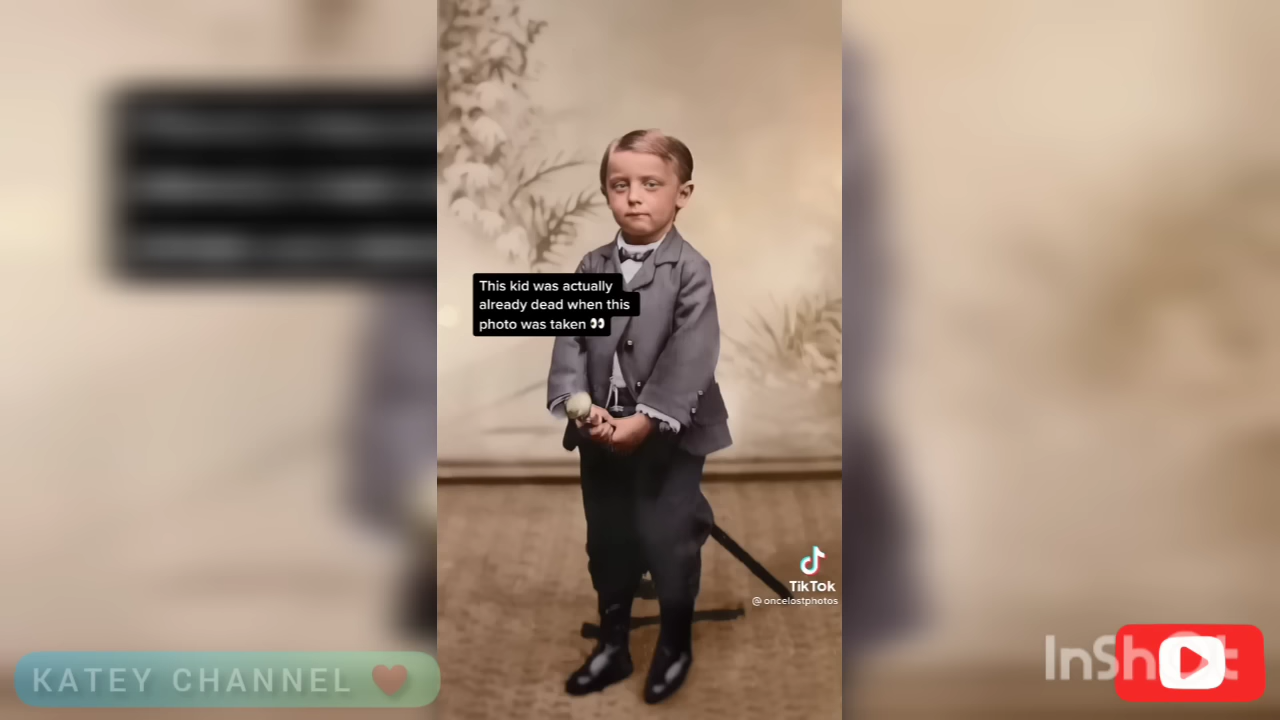 This kid was actually
already dead when this
photo was taken 👀
TikTok
@oncelostphotos
KATEY CHANNEL ❤
InShOt